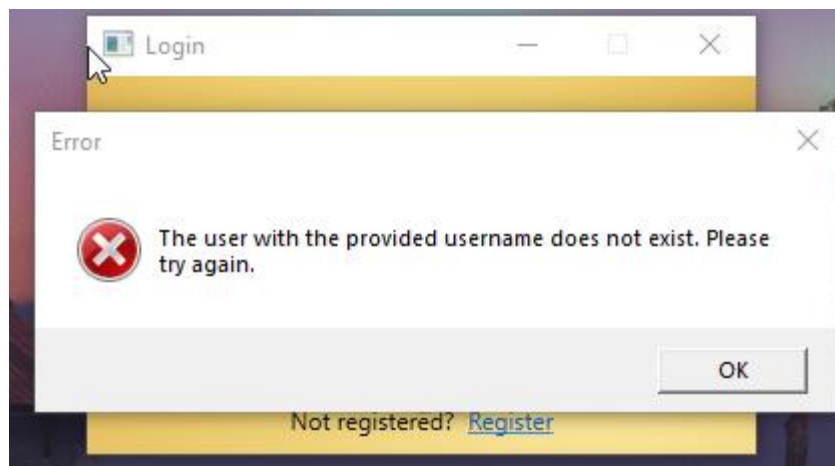 Login
Error
The user with the provided username does not exist. Please
try again.
OK
Not registered? Register